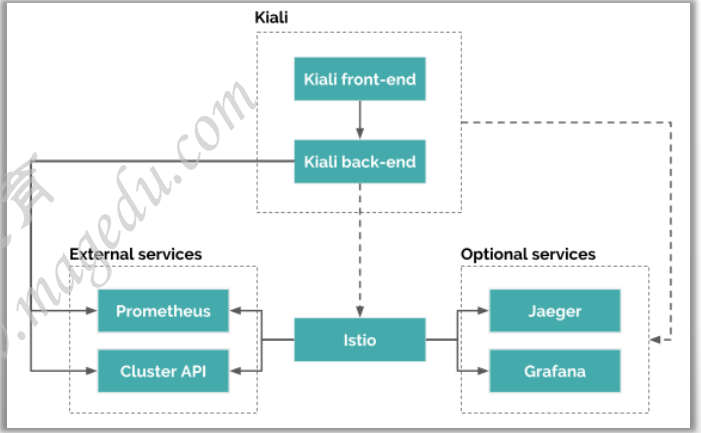 Kiali
Kiali front-end
Kiali back-end
External services
Optional services
Prometheus
Jaeger
Istio
Cluster API
Grafana
育
.magedu.com